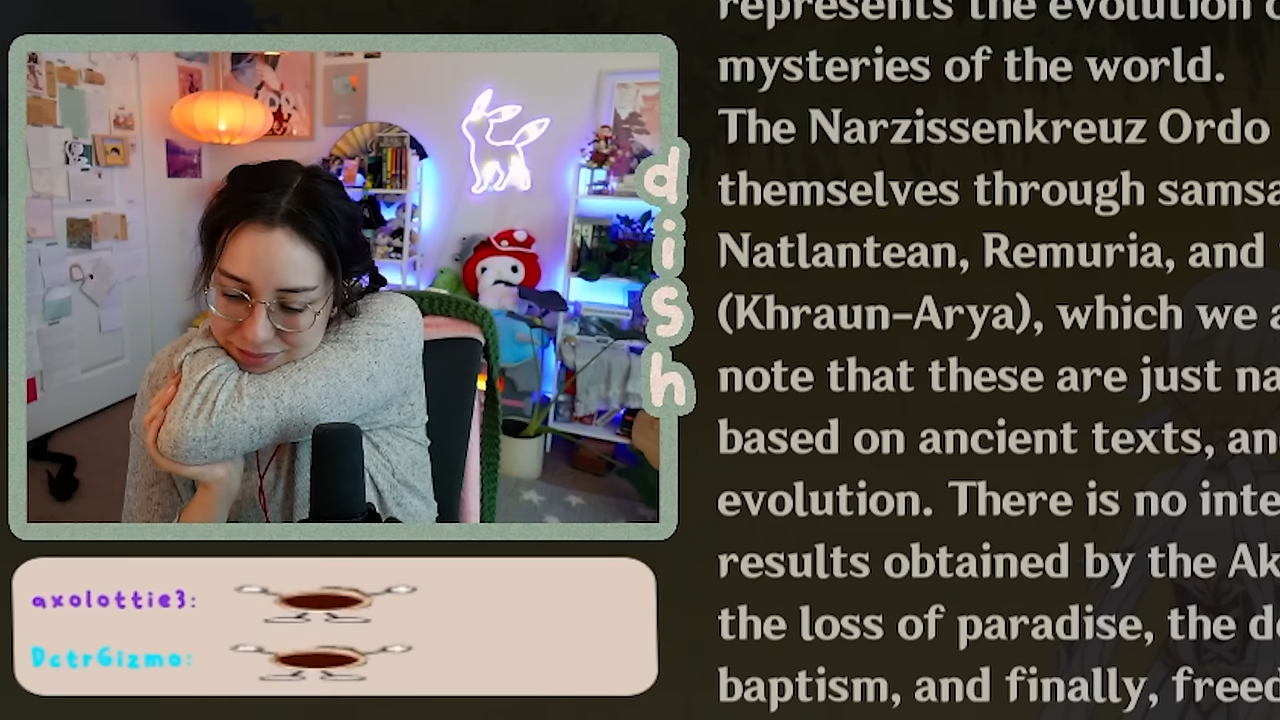 represents the evolution
mysteries of the world.
The Narzissenkreuz Ordo
themselves through samsa
Natlantean, Remuria, and
(Khraun-Arya), which we a
note that these are just na
based on ancient texts, an
evolution. There is no inte
results obtained by the Ak
the loss of paradise, the de
baptism, and finally, freed
dish
axolottie3:
DctrGizmo: